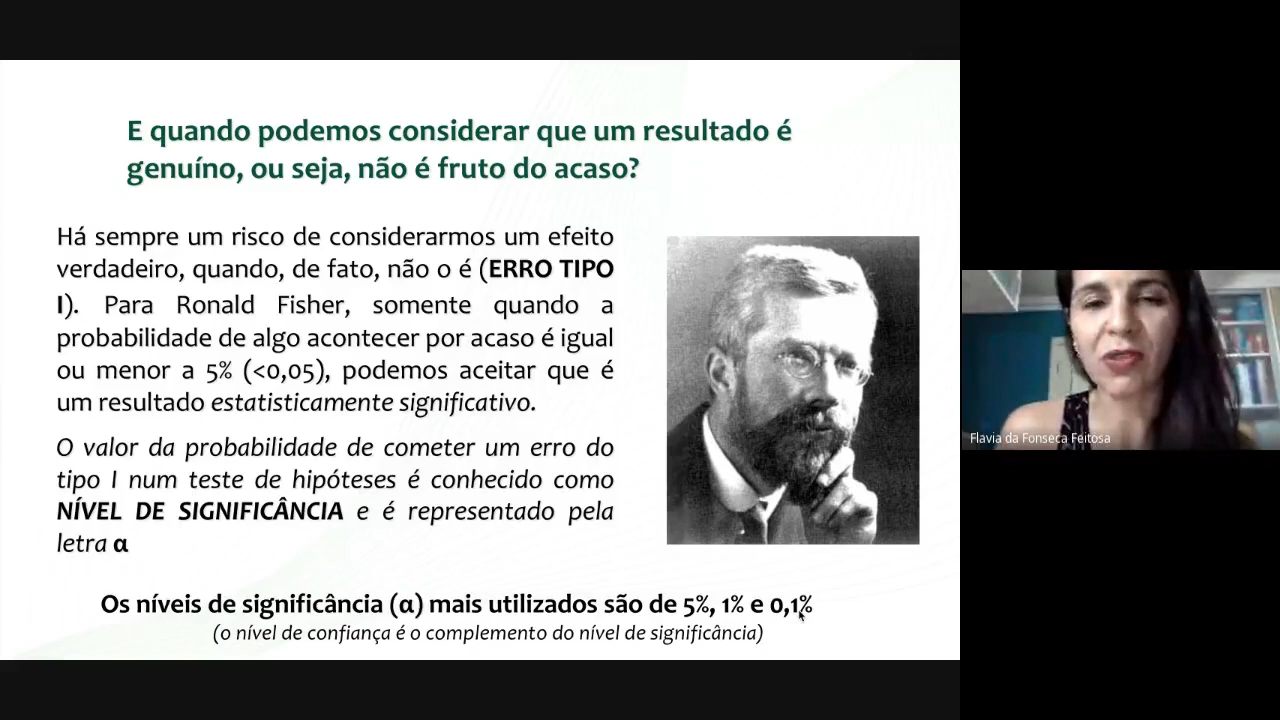 E quando podemos considerar que um resultado é
genuíno, ou seja, não é fruto do acaso?
Há sempre um risco de considerarmos um efeito
verdadeiro, quando, de fato, não o é (ERRO TIPO
I). Para Ronald Fisher, somente quando a
probabilidade de algo acontecer por acaso é igual
ou menor a 5% (<0,05), podemos aceitar que é
um resultado estatisticamente significativo.
O valor da probabilidade de cometer um erro do
tipo I num teste de hipóteses é conhecido como
NÍVEL DE SIGNIFICÂNCIA e é representado pela
letra α
Os níveis de significância (α) mais utilizados são de 5%, 1% e 0,1%
(o nível de confiança é o complemento do nível de significância)
Flavia da Fonseca Feitosa